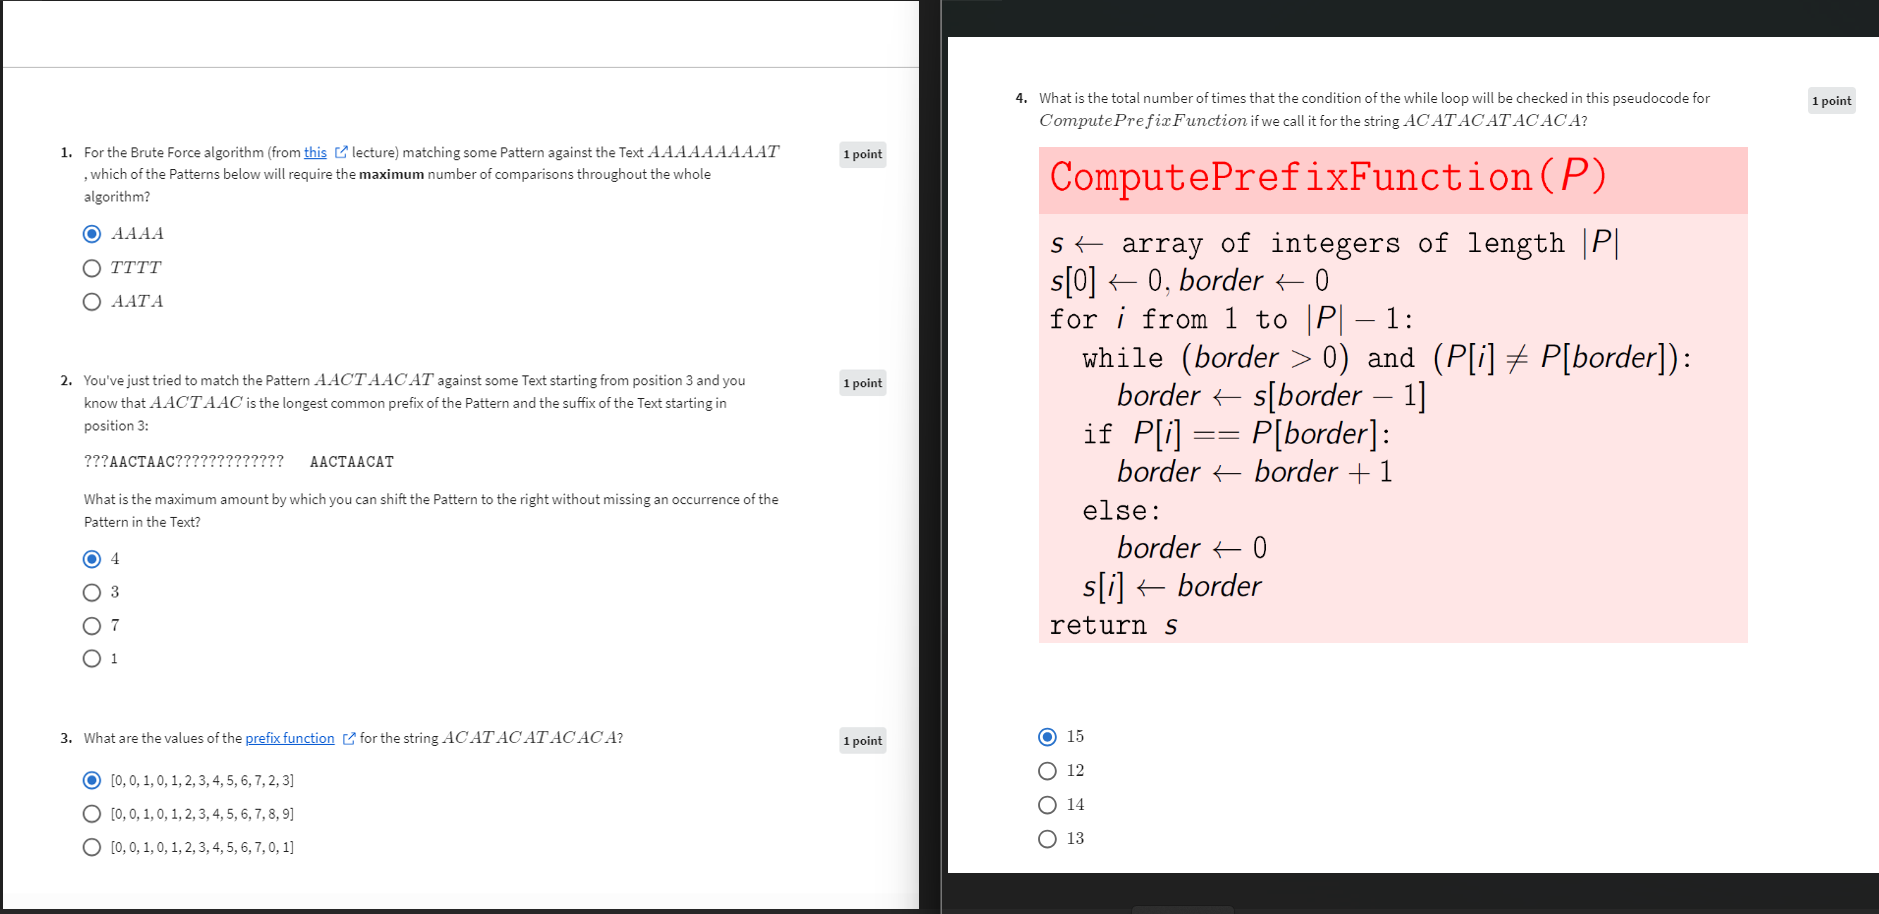 1. For the Brute Force algorithm (from this lecture) matching some Pattern against the Text AAAAAAAAAAT
, which of the Patterns below will require the maximum number of comparisons throughout the whole
algorithm?
1 point
AAAA
TTTT
AATA
2. You've just tried to match the Pattern AACTAACAT against some Text starting from position 3 and you
know that AACTAAC is the longest common prefix of the Pattern and the suffix of the Text starting in
position 3:
1 point
???AACTAAC????????????? AACTAACAT
What is the maximum amount by which you can shift the Pattern to the right without missing an occurrence of the
Pattern in the Text?
4
3
7
1
3. What are the values of the prefix function for the string ACATACATACACA?
1 point
[0, 0, 1, 0, 1, 2, 3, 4, 5, 6, 7, 2, 3]
[0, 0, 1, 0, 1, 2, 3, 4, 5, 6, 7, 8, 9]
[0, 0, 1, 0, 1, 2, 3, 4, 5, 6, 7, 0, 1]
4. What is the total number of times that the condition of the while loop will be checked in this pseudocode for
ComputePrefixFunction if we call it for the string ACATACATACACA?
1 point
ComputePrefixFunction(P)
s ← array of integers of length |P|
s[0] ← 0, border ← 0
for i from 1 to |P| − 1:
while (border > 0) and (P[i] ≠ P[border]):
border ← s[border − 1]
if P[i] == P[border]:
border ← border + 1
else:
border ← 0
s[i] ← border
return s
15
12
14
13